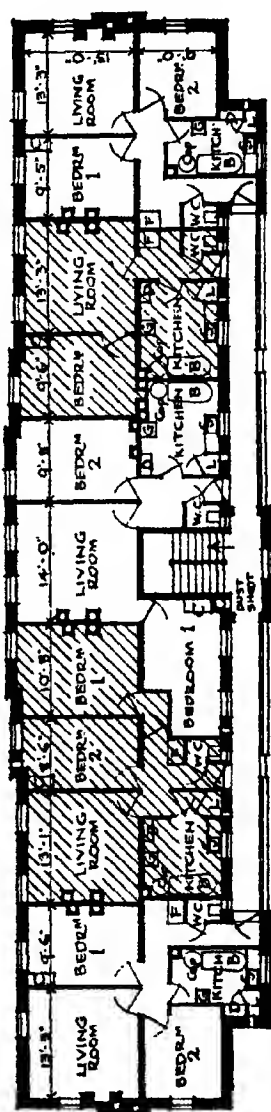 13'-3"
LIVING
ROOM
BEDRM
2
9'-5"
BEDRM
1
KITCH
B
WC
F
13'-3"
LIVING
ROOM
F
WC
9'-6"
BEDRM
KITCHEN
B
L
9'-8"
BEDRM
2
KITCHEN
B
L
14'-0"
LIVING
ROOM
W.C.
DUST
SHOT
10'-8"
BEDRM
1
BEDROOM 1
8'-6"
BEDRM
2
WC
13'-1"
LIVING
ROOM
KITCHEN
B
L
9'-6"
BEDRM
1
F
WC
13'-3"
LIVING
ROOM
BEDRM
2
KITCH
B
G